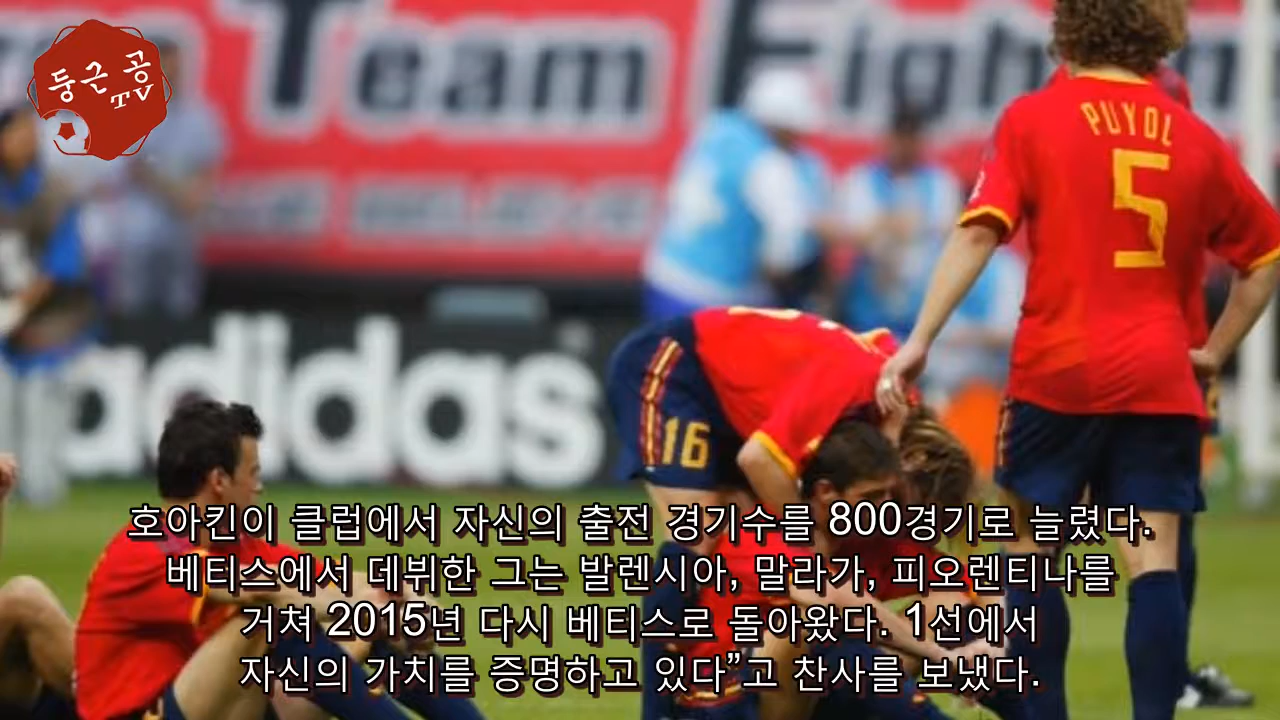 둥근 공
TV
Team Fight
PUYOL
5
adidas
16
호아킨이 클럽에서 자신의 출전 경기수를 800경기로 늘렸다.
베티스에서 데뷔한 그는 발렌시아, 말라가, 피오렌티나를
거쳐 2015년 다시 베티스로 돌아왔다. 1선에서
자신의 가치를 증명하고 있다”고 찬사를 보냈다.